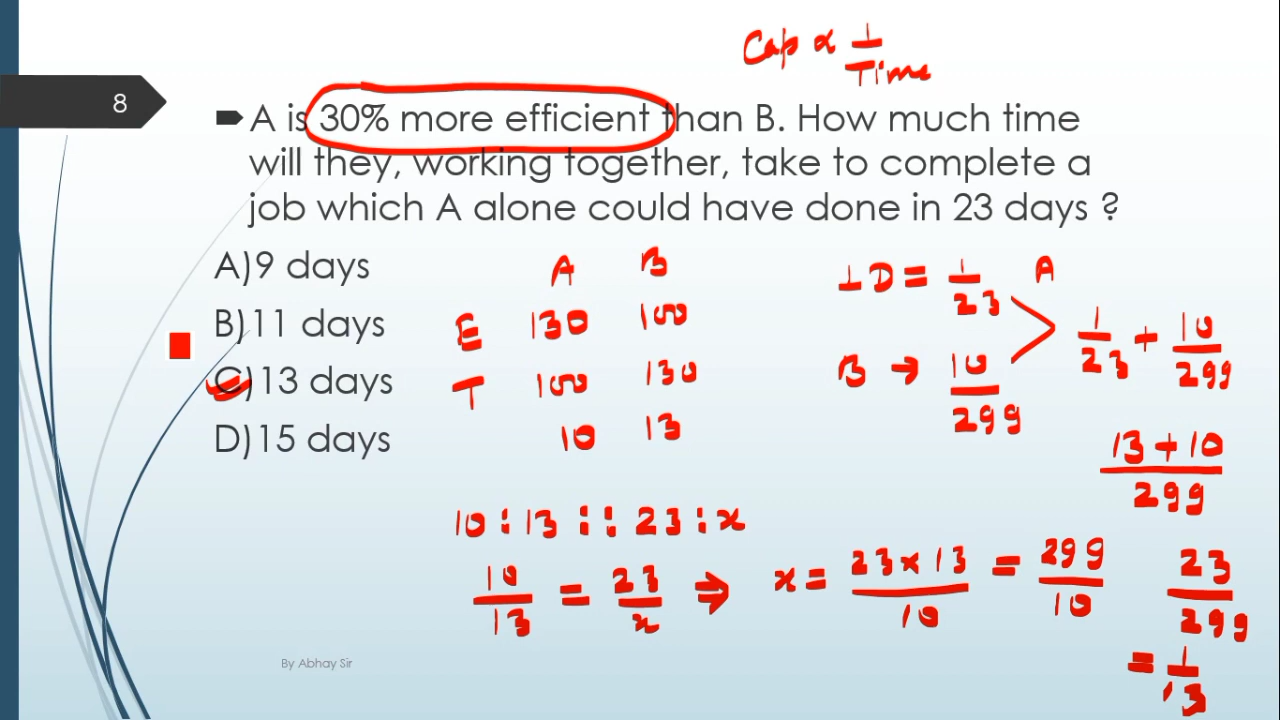 Cap ∝ 1/Time
8
A is 30% more efficient than B. How much time
will they, working together, take to complete a
job which A alone could have done in 23 days ?
A)9 days
B)11 days
C)13 days
D)15 days
A B
E 130 100
T 100 130
10 13
1D = 1/23 A
B → 10/299
1/23 + 10/299
13+10/299
23/299
= 1/13
10 : 13 : : 23 : x
10/13 = 23/x ⇒ x = 23×13/10 = 299/10
By Abhay Sir